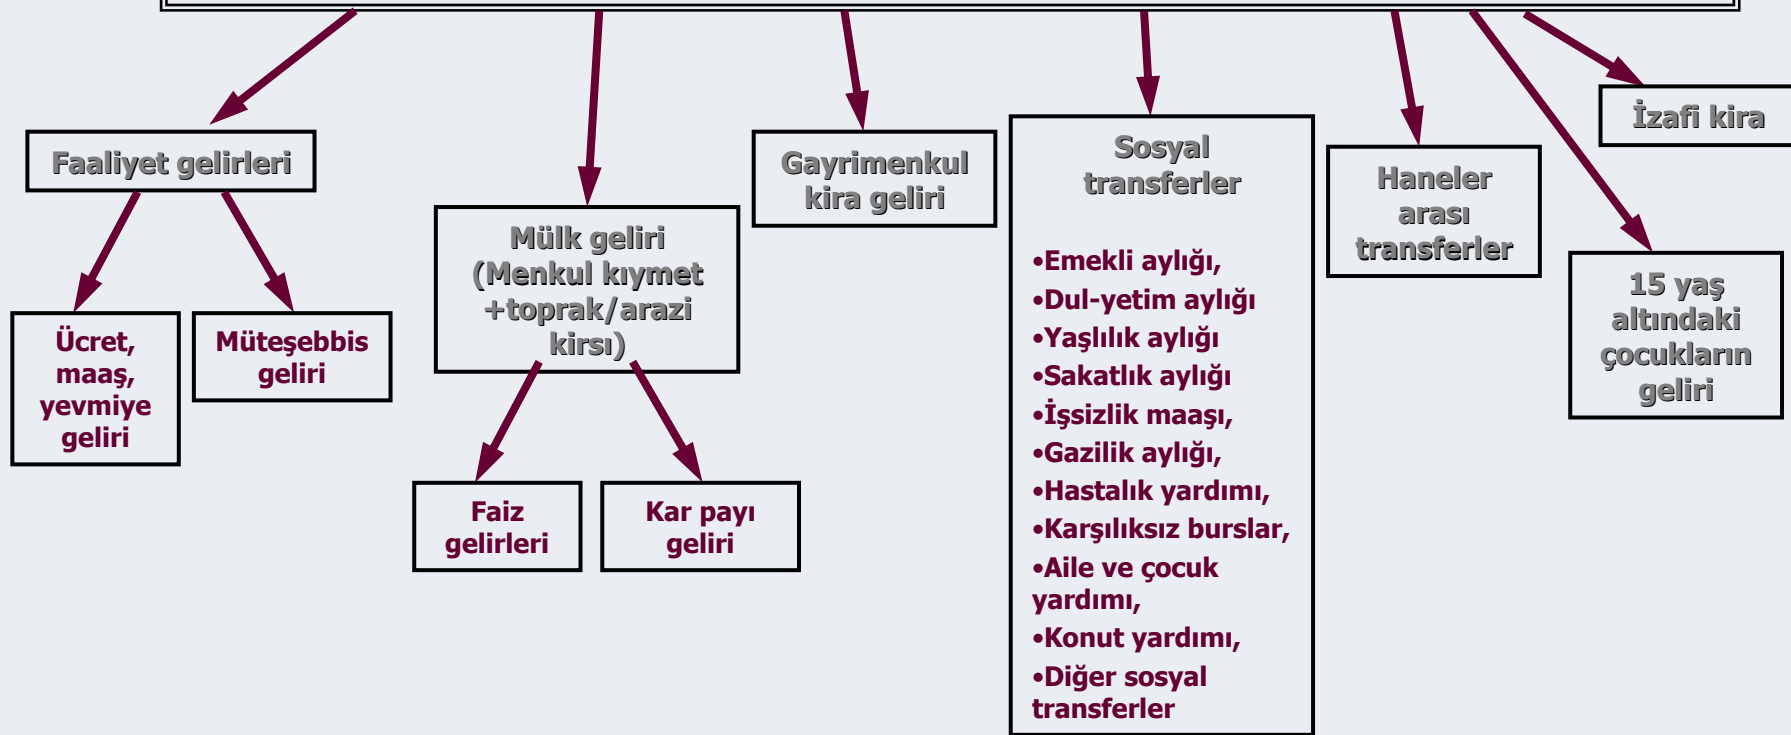 Faaliyet gelirleri
Ücret,
maaş,
yevmiye
geliri
Müteşebbis
geliri
Mülk geliri
(Menkul kıymet
+toprak/arazi
kirsı)
Faiz
gelirleri
Kar payı
geliri
Gayrimenkul
kira geliri
Sosyal
transferler
•Emekli aylığı,
•Dul-yetim aylığı
•Yaşlılık aylığı
•Sakatlık aylığı
•İşsizlik maaşı,
•Gazilik aylığı,
•Hastalık yardımı,
•Karşılıksız burslar,
•Aile ve çocuk
yardımı,
•Konut yardımı,
•Diğer sosyal
transferler
Haneler
arası
transferler
15 yaş
altındaki
çocukların
geliri
İzafi kira